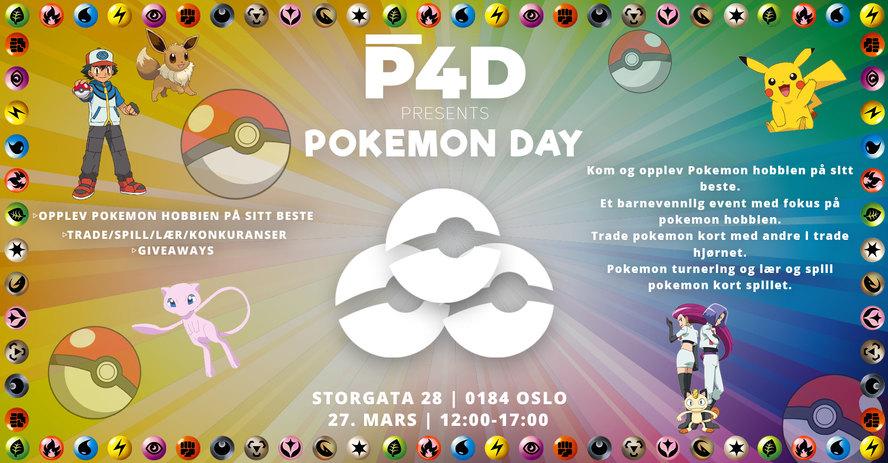 P4D
PRESENTS
POKEMON DAY
▹OPPLEV POKEMON HOBBIEN PÅ SITT BESTE
▹TRADE/SPILL/LÆR/KONKURANSER
▹GIVEAWAYS
Kom og opplev Pokemon hobbien på sitt
beste.
Et barnevennlig event med fokus på
pokemon hobbien.
Trade pokemon kort med andre i trade
hjørnet.
Pokemon turnering og lær og spill
pokemon kort spillet.
STORGATA 28 | 0184 OSLO
27. MARS | 12:00-17:00